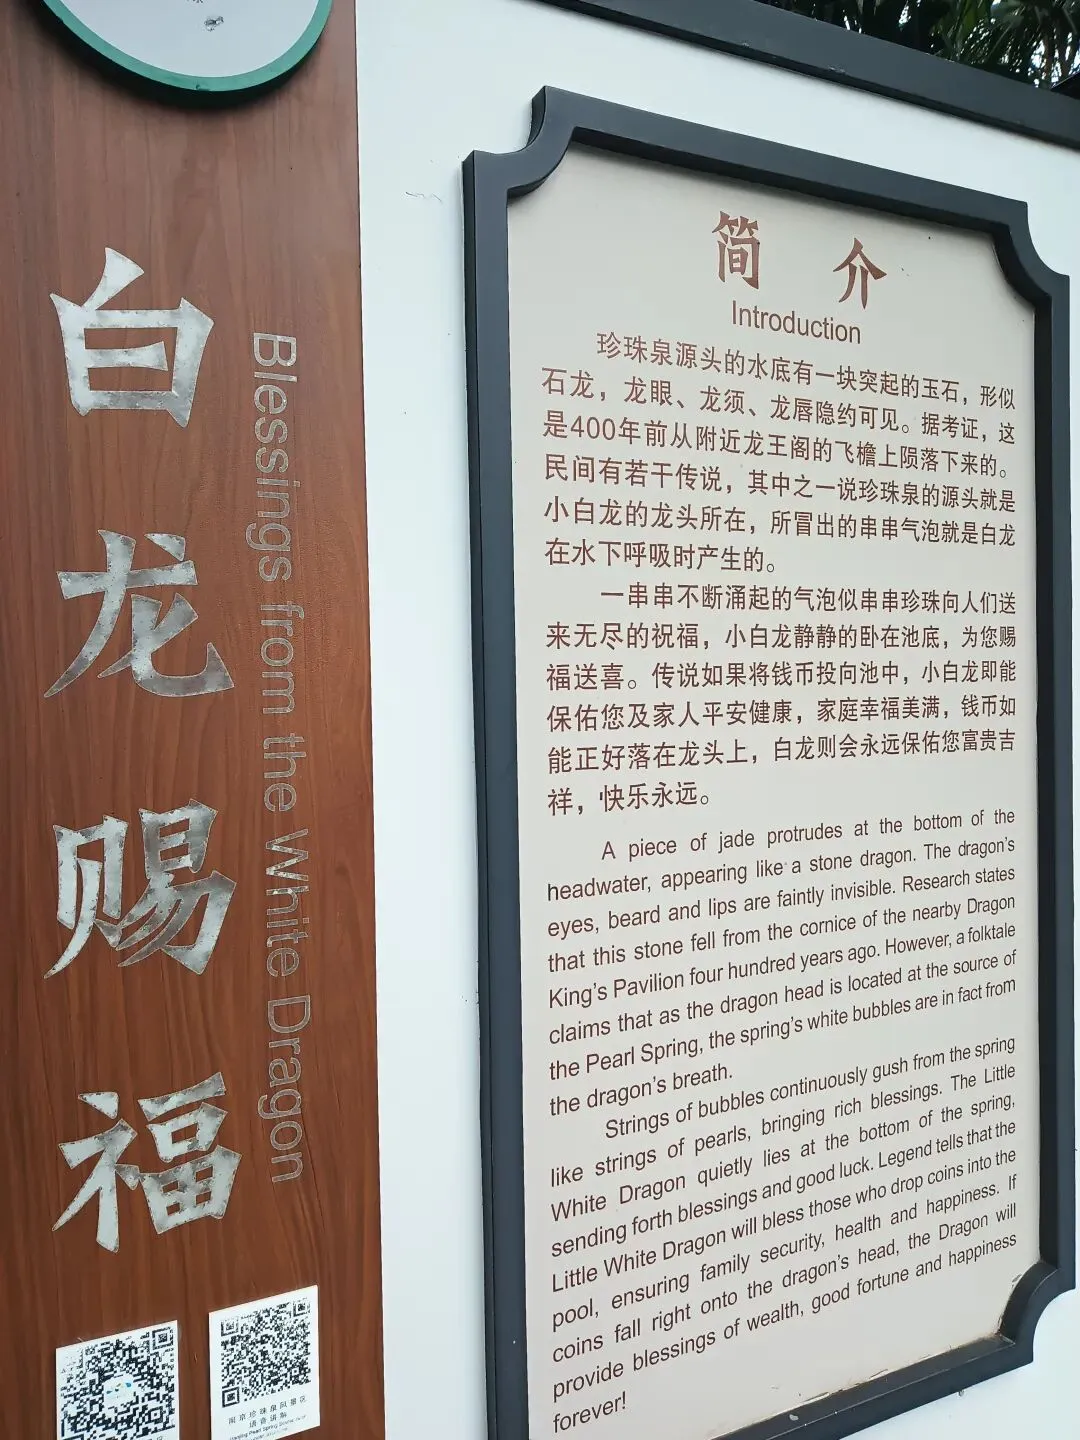 白龙赐福
Blessings from the White Dragon
简 介
Introduction
珍珠泉源头的水底有一块突起的玉石，形似
石龙，龙眼、龙须、龙唇隐约可见。据考证，这
是400年前从附近龙王阁的飞檐上陨落下来的。
民间有若干传说，其中之一说珍珠泉的源头就是
小白龙的龙头所在，所冒出的串串气泡就是白龙
在水下呼吸时产生的。
一串串不断涌起的气泡似串串珍珠向人们送
来无尽的祝福，小白龙静静的卧在池底，为您赐
福送喜。传说如果将钱币投向池中，小白龙即能
保佑您及家人平安健康，家庭幸福美满，钱币如
能正好落在龙头上，白龙则会永远保佑您富贵吉
祥，快乐永远。
A piece of jade protrudes at the bottom of the
headwater, appearing like a stone dragon. The dragon's
eyes, beard and lips are faintly invisible. Research states
that this stone fell from the cornice of the nearby Dragon
King's Pavilion four hundred years ago. However, a folktale
claims that as the dragon head is located at the source of
the Pearl Spring, the spring's white bubbles are in fact from
the dragon's breath.
Strings of bubbles continuously gush from the spring
like strings of pearls, bringing rich blessings. The Little
White Dragon quietly lies at the bottom of the spring,
sending forth blessings and good luck. Legend tells that the
Little White Dragon will bless those who drop coins into the
pool, ensuring family security, health and happiness. If
coins fall right onto the dragon's head, the Dragon will
provide blessings of wealth, good fortune and happiness
forever!
南京珍珠泉风景区
语音讲解